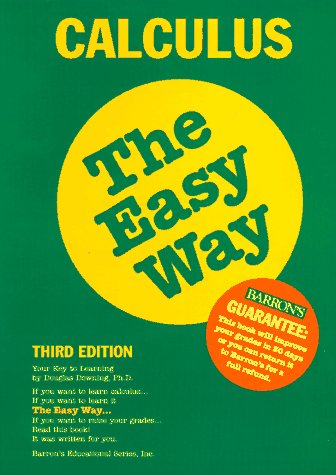 CALCULUS
The
Easy
Way
BARRON'S
GUARANTEE:
This book will improve
your grades in 30 days
or you can return it
to Barron's for a
full refund.
THIRD EDITION
Your Key to Learning
by Douglas Downing, Ph.D.
If you want to learn calculus...
If you want to learn it
The Easy Way...
If you want to raise your grades...
Read this book!
It was written for you.
Barron's Educational Series, Inc.